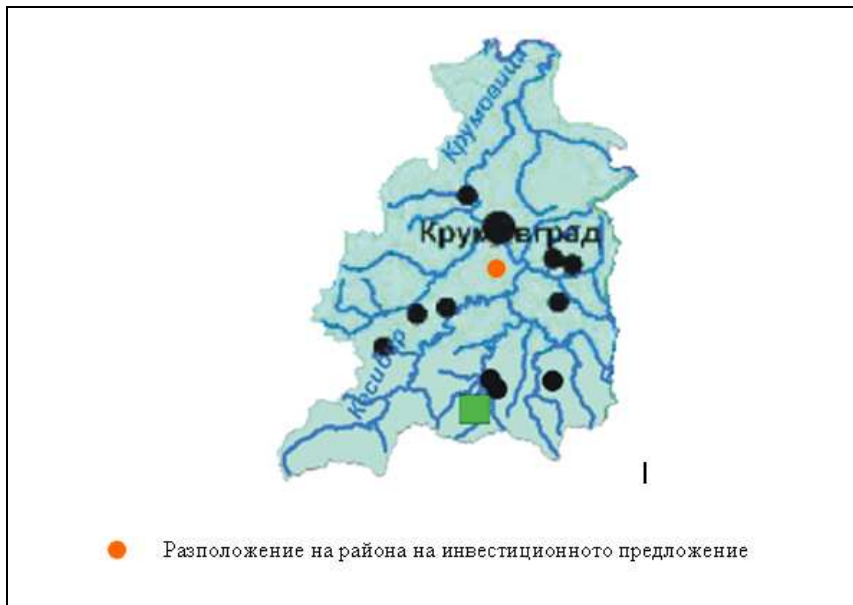 Крумовица
Крумовград
Кесибир
Разположение на района на инвестиционното предложение